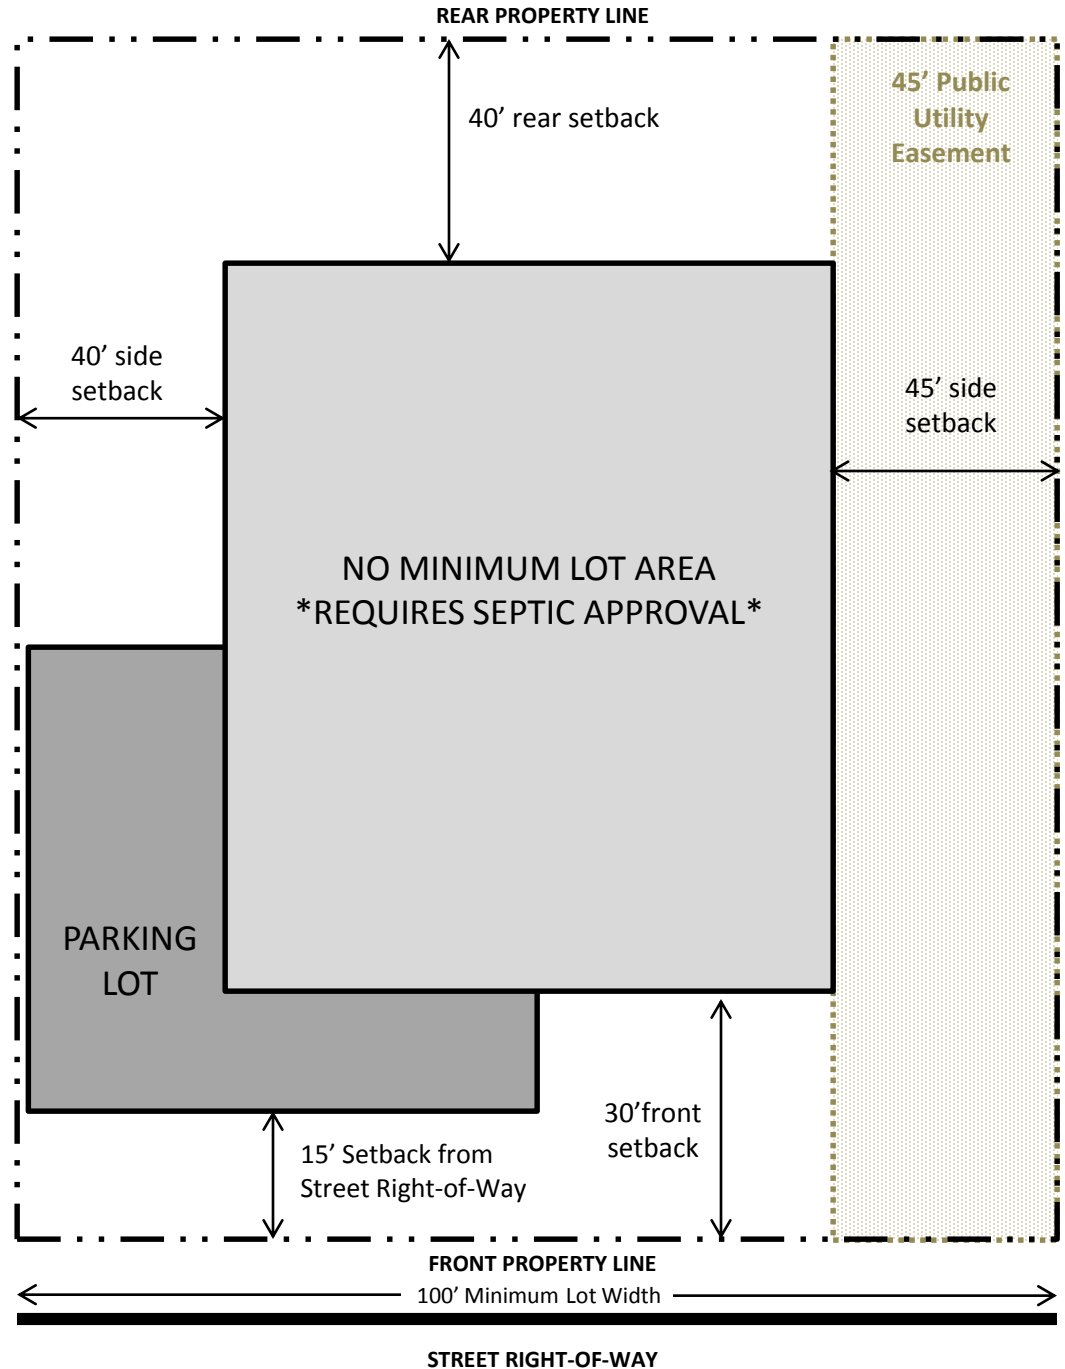 REAR PROPERTY LINE
45’ Public
Utility
Easement
40’ rear setback
40’ side
setback
45’ side
setback
NO MINIMUM LOT AREA
*REQUIRES SEPTIC APPROVAL*
PARKING
LOT
30’front
setback
15’ Setback from
Street Right-of-Way
FRONT PROPERTY LINE
100’ Minimum Lot Width
STREET RIGHT-OF-WAY